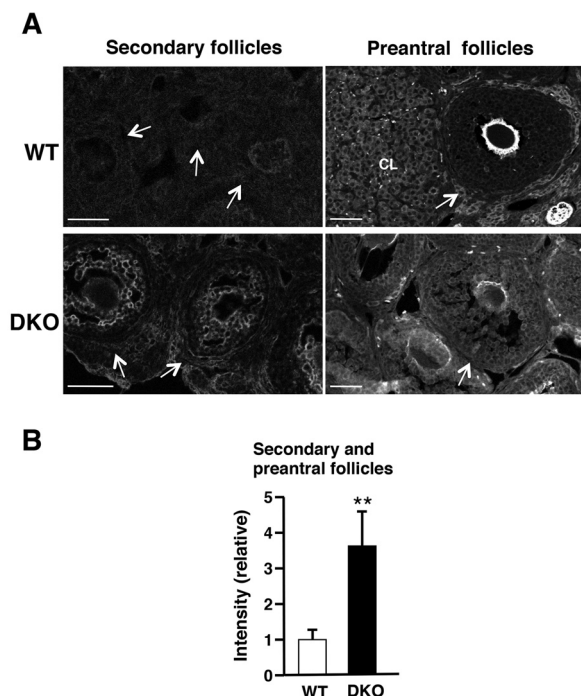 A
Secondary follicles
Preantral follicles
WT
CL
DKO
B
Secondary and
preantral follicles
**
Intensity (relative)
5
4
3
2
1
0
WT
DKO